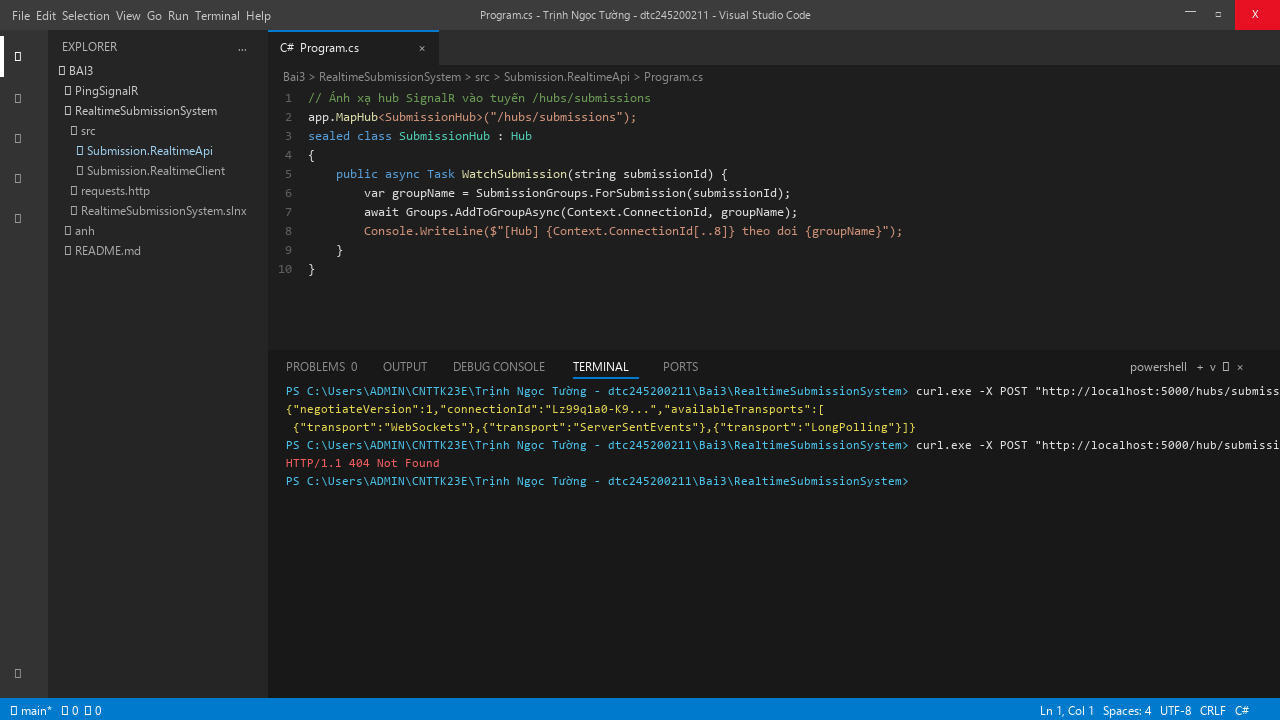 File Edit Selection View Go Run Terminal Help
Program.cs - Trịnh Ngọc Tường - dtc245200211 - Visual Studio Code
EXPLORER ...
BAI3
PingSignalR
RealtimeSubmissionSystem
src
Submission.RealtimeApi
Submission.RealtimeClient
requests.http
RealtimeSubmissionSystem.slnx
anh
README.md
C# Program.cs ×
Bai3 > RealtimeSubmissionSystem > src > Submission.RealtimeApi > Program.cs
1 // Ánh xạ hub SignalR vào tuyến /hubs/submissions
2 app.MapHub<SubmissionHub>("/hubs/submissions");
3 sealed class SubmissionHub : Hub
4 {
5     public async Task WatchSubmission(string submissionId) {
6         var groupName = SubmissionGroups.ForSubmission(submissionId);
7         await Groups.AddToGroupAsync(Context.ConnectionId, groupName);
8         Console.WriteLine($"[Hub] {Context.ConnectionId[..8]} theo doi {groupName}");
9     }
10 }
PROBLEMS 0 OUTPUT DEBUG CONSOLE TERMINAL PORTS powershell + v ×
PS C:\Users\ADMIN\CNTTK23E\Trịnh Ngọc Tường - dtc245200211\Bai3\RealtimeSubmissionSystem> curl.exe -X POST "http://localhost:5000/hubs/submissi
{"negotiateVersion":1,"connectionId":"Lz99q1a0-K9...","availableTransports":[
 {"transport":"WebSockets"},{"transport":"ServerSentEvents"},{"transport":"LongPolling"}]}
PS C:\Users\ADMIN\CNTTK23E\Trịnh Ngọc Tường - dtc245200211\Bai3\RealtimeSubmissionSystem> curl.exe -X POST "http://localhost:5000/hub/submissi
HTTP/1.1 404 Not Found
PS C:\Users\ADMIN\CNTTK23E\Trịnh Ngọc Tường - dtc245200211\Bai3\RealtimeSubmissionSystem>
main* 0 0 Ln 1, Col 1 Spaces: 4 UTF-8 CRLF C#